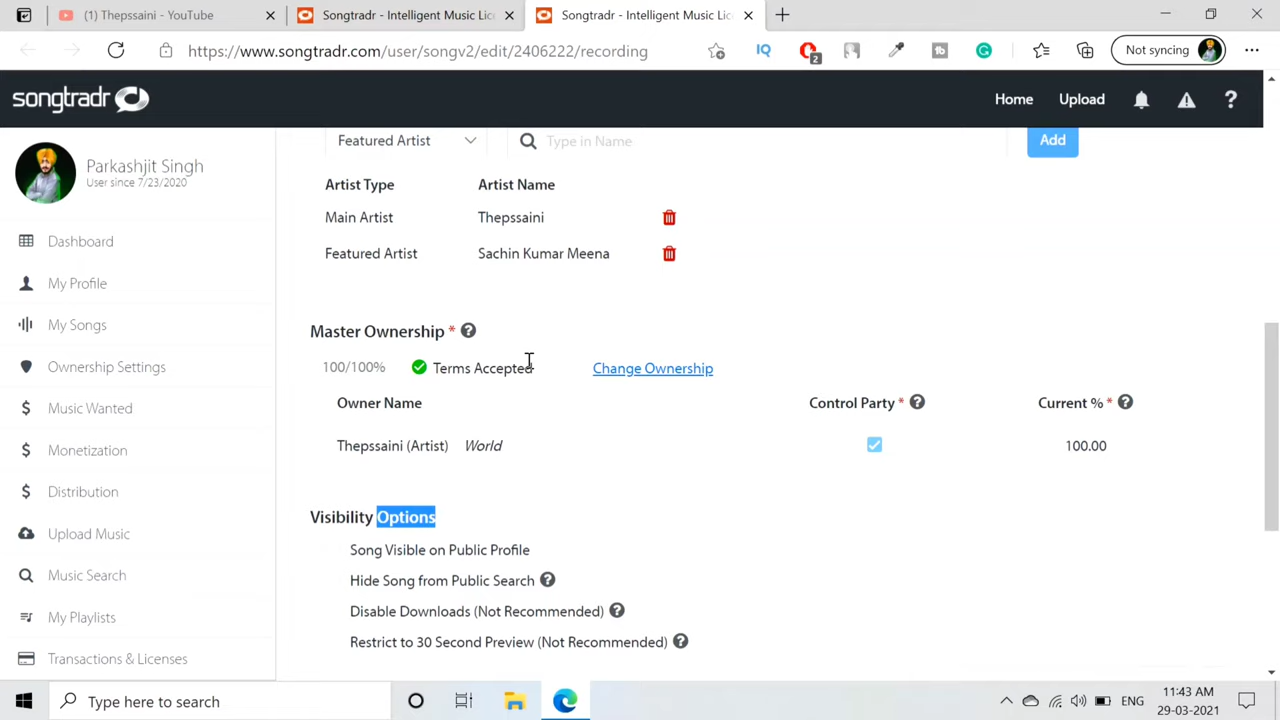 (1) Thepssaini - YouTube
Songtradr - Intelligent Music Lic
Songtradr - Intelligent Music Lic
https://www.songtradr.com/user/songv2/edit/2406222/recording
2
Not syncing
songtradr
Home
Upload
Parkashjit Singh
User since 7/23/2020
Dashboard
My Profile
My Songs
Ownership Settings
Music Wanted
Monetization
Distribution
Upload Music
Music Search
My Playlists
Transactions & Licenses
Featured Artist
Type in Name
Add
Artist Type Artist Name
Main Artist Thepssaini
Featured Artist Sachin Kumar Meena
Master Ownership *
100/100% Terms Accepted Change Ownership
Owner Name Control Party * Current % *
Thepssaini (Artist) World 100.00
Visibility Options
Song Visible on Public Profile
Hide Song from Public Search
Disable Downloads (Not Recommended)
Restrict to 30 Second Preview (Not Recommended)
Type here to search
ENG
11:43 AM
29-03-2021